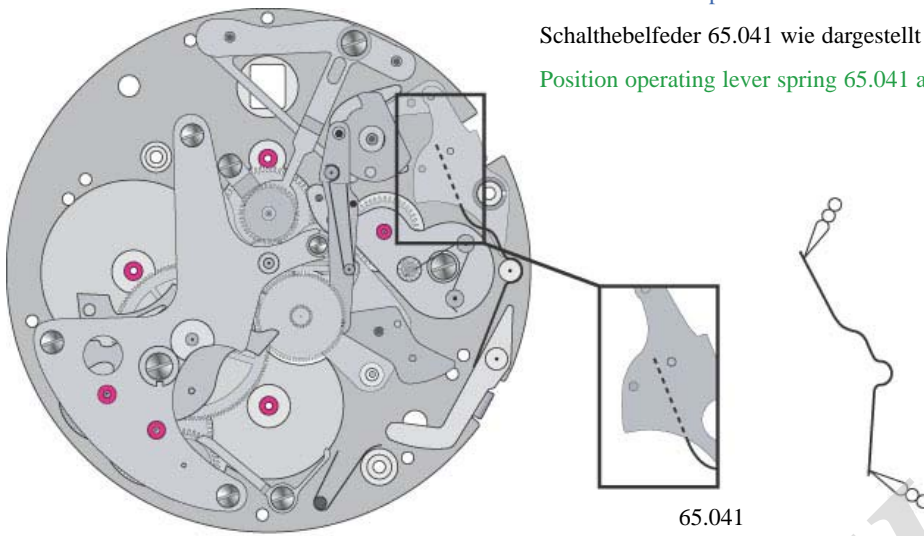 Schalthebelfeder 65.041 wie dargestellt
Position operating lever spring 65.041
65.041